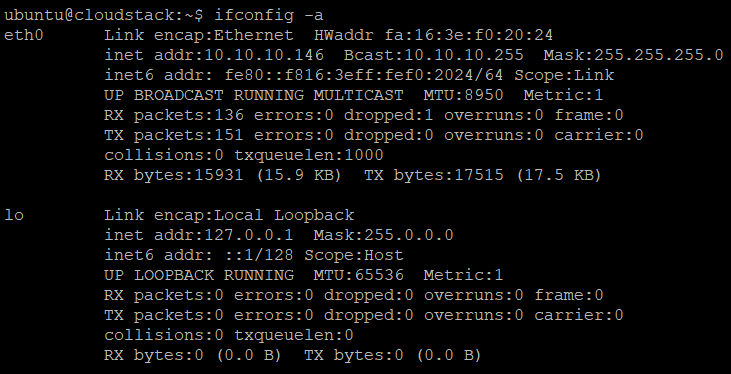 ubuntu@cloudstack:~$ ifconfig -a
eth0      Link encap:Ethernet  HWaddr fa:16:3e:f0:20:24
          inet addr:10.10.10.146  Bcast:10.10.10.255  Mask:255.255.255.0
          inet6 addr: fe80::f816:3eff:fef0:2024/64 Scope:Link
          UP BROADCAST RUNNING MULTICAST  MTU:8950  Metric:1
          RX packets:136 errors:0 dropped:1 overruns:0 frame:0
          TX packets:151 errors:0 dropped:0 overruns:0 carrier:0
          collisions:0 txqueuelen:1000
          RX bytes:15931 (15.9 KB)  TX bytes:17515 (17.5 KB)

lo        Link encap:Local Loopback
          inet addr:127.0.0.1  Mask:255.0.0.0
          inet6 addr: ::1/128 Scope:Host
          UP LOOPBACK RUNNING  MTU:65536  Metric:1
          RX packets:0 errors:0 dropped:0 overruns:0 frame:0
          TX packets:0 errors:0 dropped:0 overruns:0 carrier:0
          collisions:0 txqueuelen:0
          RX bytes:0 (0.0 B)  TX bytes:0 (0.0 B)